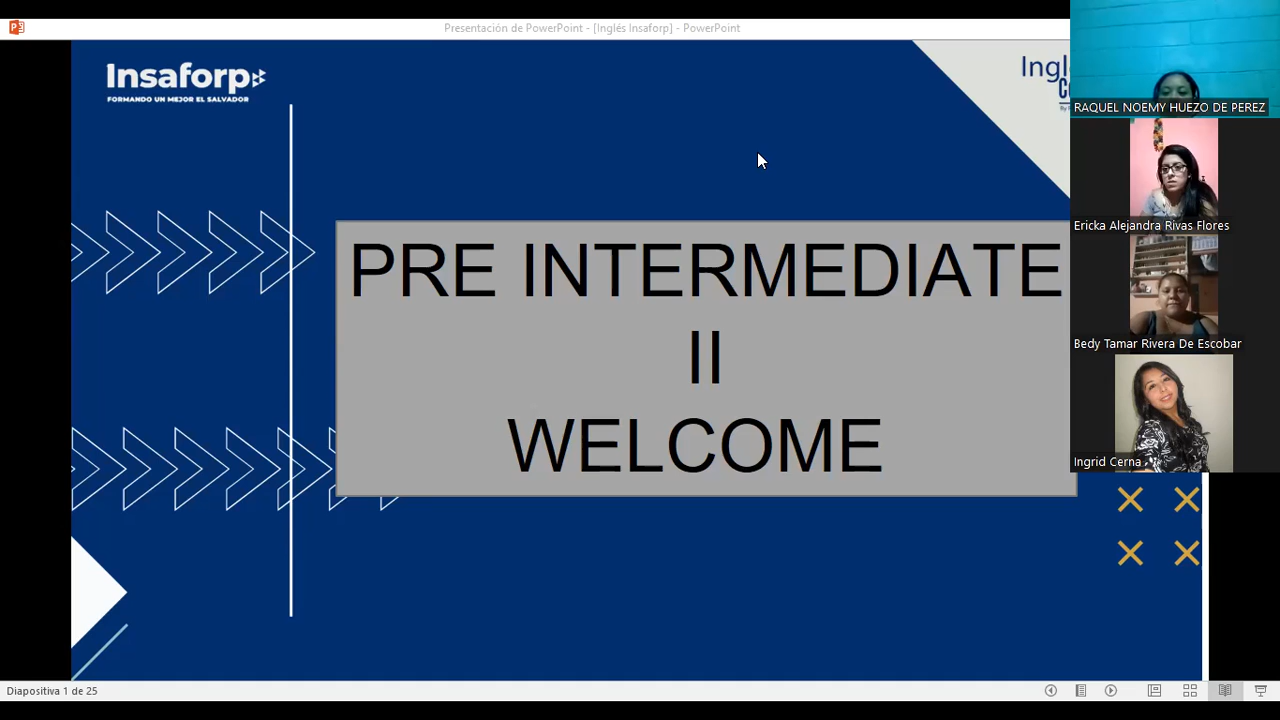 Presentación de PowerPoint - [Inglés Insaforp] - PowerPoint
Insaforp
FORMANDO UN MEJOR EL SALVADOR
PRE INTERMEDIATE
II
WELCOME
RAQUEL NOEMY HUEZO DE PEREZ
Ericka Alejandra Rivas Flores
Bedy Tamar Rivera De Escobar
Ingrid Cerna
Diapositiva 1 de 25